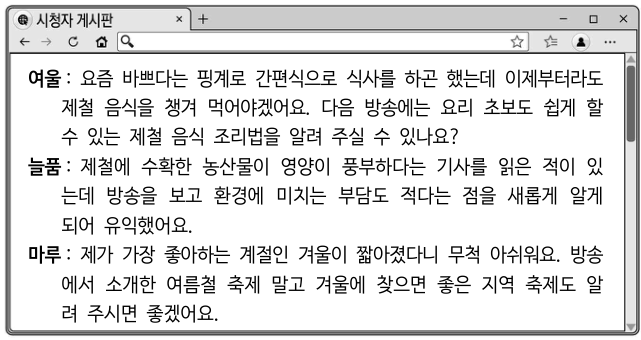 시청자 게시판
여울 : 요즘 바쁘다는 핑계로 간편식으로 식사를 하곤 했는데 이제부터라도
제철 음식을 챙겨 먹어야겠어요. 다음 방송에는 요리 초보도 쉽게 할
수 있는 제철 음식 조리법을 알려 주실 수 있나요?
늘품 : 제철에 수확한 농산물이 영양이 풍부하다는 기사를 읽은 적이 있
는데 방송을 보고 환경에 미치는 부담도 적다는 점을 새롭게 알게
되어 유익했어요.
마루 : 제가 가장 좋아하는 계절인 겨울이 짧아졌다니 무척 아쉬워요. 방송
에서 소개한 여름철 축제 말고 겨울에 찾으면 좋은 지역 축제도 알
려 주시면 좋겠어요.